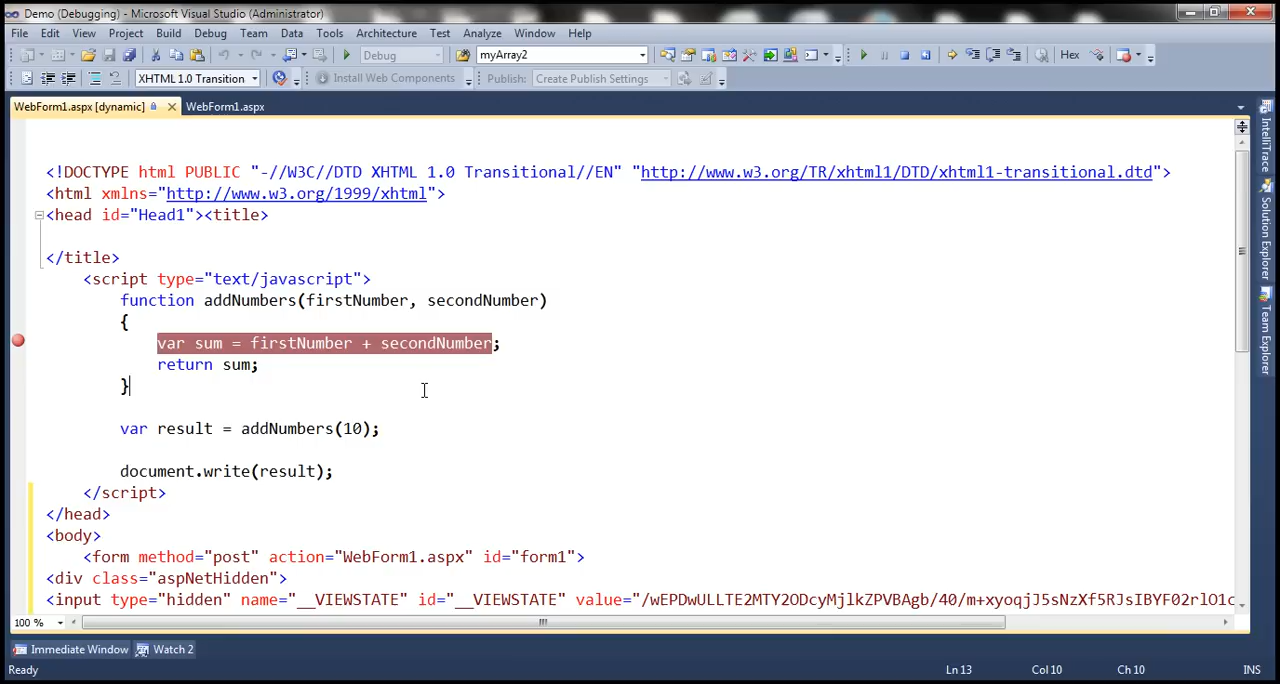 Demo (Debugging) - Microsoft Visual Studio (Administrator)
File Edit View Project Build Debug Team Data Tools Architecture Test Analyze Window Help
Debug myArray2 Hex
XHTML 1.0 Transition Install Web Components Publish: Create Publish Settings
WebForm1.aspx [dynamic] WebForm1.aspx
<!DOCTYPE html PUBLIC "-//W3C//DTD XHTML 1.0 Transitional//EN" "http://www.w3.org/TR/xhtml1/DTD/xhtml1-transitional.dtd">
<html xmlns="http://www.w3.org/1999/xhtml">
<head id="Head1"><title>
</title>
<script type="text/javascript">
function addNumbers(firstNumber, secondNumber)
{
var sum = firstNumber + secondNumber;
return sum;
}
var result = addNumbers(10);
document.write(result);
</script>
</head>
<body>
<form method="post" action="WebForm1.aspx" id="form1">
<div class="aspNetHidden">
<input type="hidden" name="__VIEWSTATE" id="__VIEWSTATE" value="/wEPDwULLTE2MTY2ODcyMjlkZPVBAgb/40/m+xyoqjJ5sNzXf5RJsIBYF02rlO1c
100 %
Immediate Window Watch 2
Ready Ln 13 Col 10 Ch 10 INS
IntelliTrace
Solution Explorer
Team Explorer